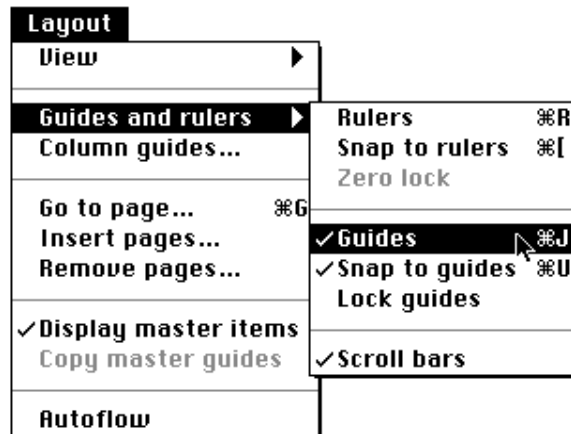 Layout
View
Guides and rulers
Column guides...
Go to page... ⌘G
Insert pages...
Remove pages...
✓Display master items
Copy master guides
Autoflow
Rulers ⌘R
Snap to rulers ⌘[
Zero lock
✓Guides ⌘J
✓Snap to guides ⌘U
Lock guides
✓Scroll bars